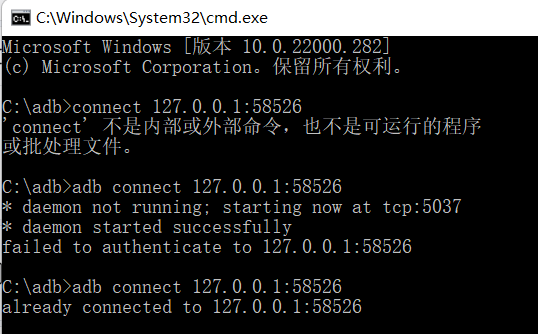 C:\Windows\System32\cmd.exe
Microsoft Windows [版本 10.0.22000.282]
(c) Microsoft Corporation。保留所有权利。
C:\adb>connect 127.0.0.1:58526
'connect' 不是内部或外部命令，也不是可运行的程序
或批处理文件。
C:\adb>adb connect 127.0.0.1:58526
* daemon not running; starting now at tcp:5037
* daemon started successfully
failed to authenticate to 127.0.0.1:58526
C:\adb>adb connect 127.0.0.1:58526
already connected to 127.0.0.1:58526